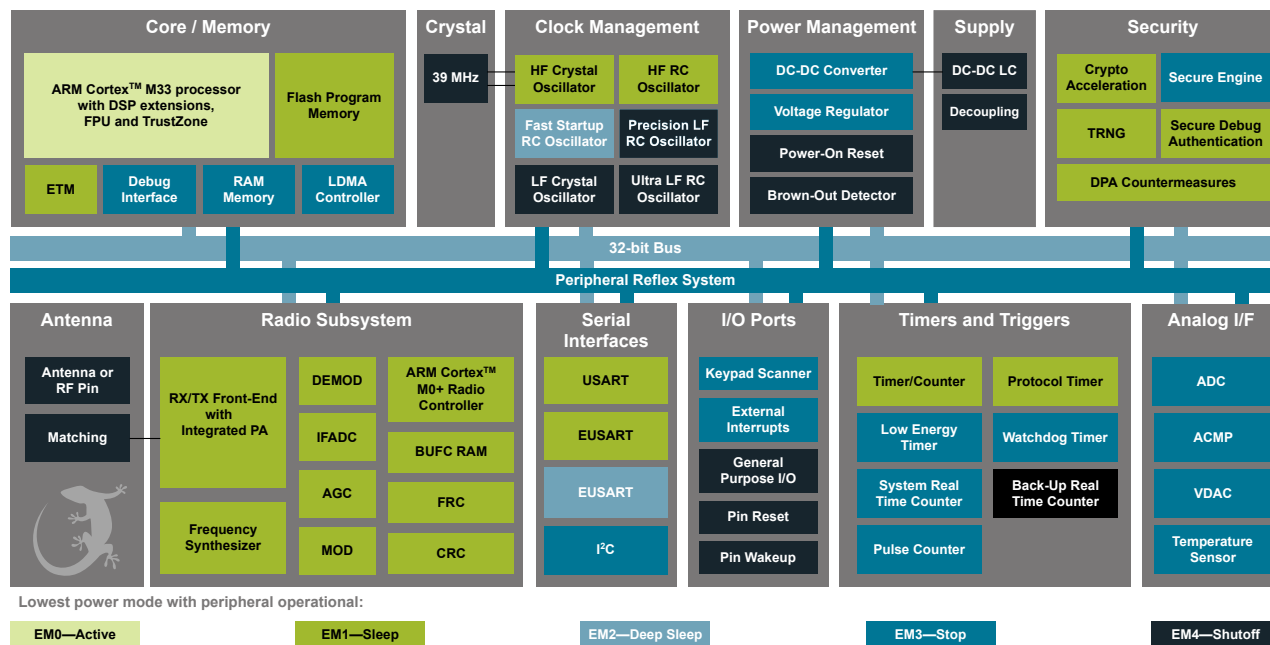 Core / Memory
ARM Cortex™ M33 processor
with DSP extensions,
FPU and TrustZone
Flash Program
Memory
ETM
Debug
Interface
RAM
Memory
LDMA
Controller
Crystal
39 MHz
Clock Management
HF Crystal
Oscillator
HF RC
Oscillator
Fast Startup
RC Oscillator
Precision LF
RC Oscillator
LF Crystal
Oscillator
Ultra LF RC
Oscillator
Power Management
DC-DC Converter
Voltage Regulator
Power-On Reset
Brown-Out Detector
Supply
DC-DC LC
Decoupling
Security
Crypto
Acceleration
Secure Engine
TRNG
Secure Debug
Authentication
DPA Countermeasures
32-bit Bus
Peripheral Reflex System
Antenna
Antenna or
RF Pin
Matching
Radio Subsystem
RX/TX Front-End
with
Integrated PA
Frequency
Synthesizer
DEMOD
IFADC
AGC
MOD
ARM Cortex™
M0+ Radio
Controller
BUFC RAM
FRC
CRC
Serial
Interfaces
USART
EUSART
EUSART
I²C
I/O Ports
Keypad Scanner
External
Interrupts
General
Purpose I/O
Pin Reset
Pin Wakeup
Timers and Triggers
Timer/Counter
Protocol Timer
Low Energy
Timer
Watchdog Timer
System Real
Time Counter
Back-Up Real
Time Counter
Pulse Counter
Analog I/F
ADC
ACMP
VDAC
Temperature
Sensor
Lowest power mode with peripheral operational:
EM0—Active
EM1—Sleep
EM2—Deep Sleep
EM3—Stop
EM4—Shutoff